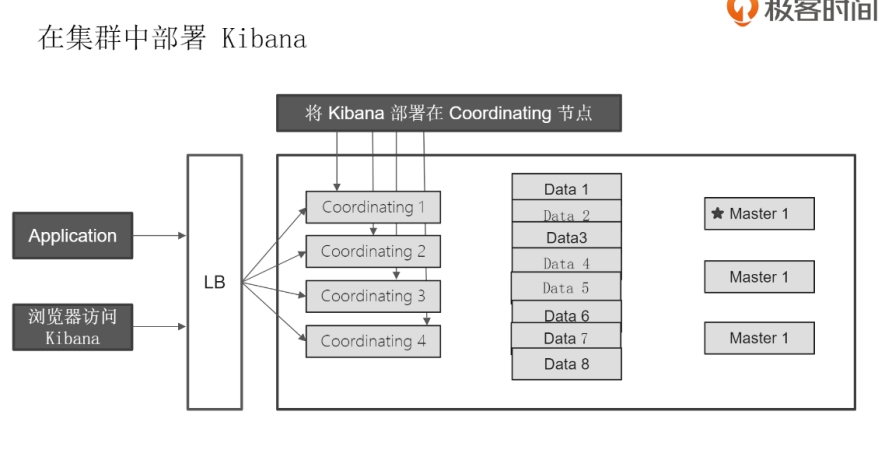 极客时间
在集群中部署 Kibana
将 Kibana 部署在 Coordinating 节点
Application
浏览器访问
Kibana
LB
Coordinating 1
Coordinating 2
Coordinating 3
Coordinating 4
Data 1
Data 2
Data3
Data 4
Data 5
Data 6
Data 7
Data 8
Master 1
Master 1
Master 1